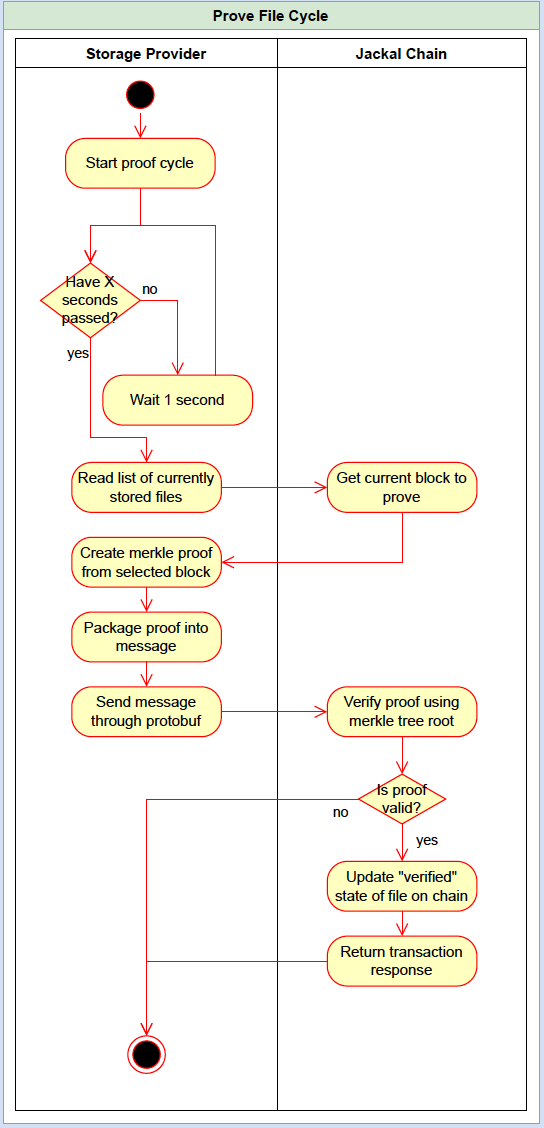 Prove File Cycle
Storage Provider
Jackal Chain
Start proof cycle
Have X
seconds
passed?
no
yes
Wait 1 second
Read list of currently
stored files
Get current block to
prove
Create merkle proof
from selected block
Package proof into
message
Send message
through protobuf
Verify proof using
merkle tree root
Is proof
valid?
no
yes
Update "verified"
state of file on chain
Return transaction
response